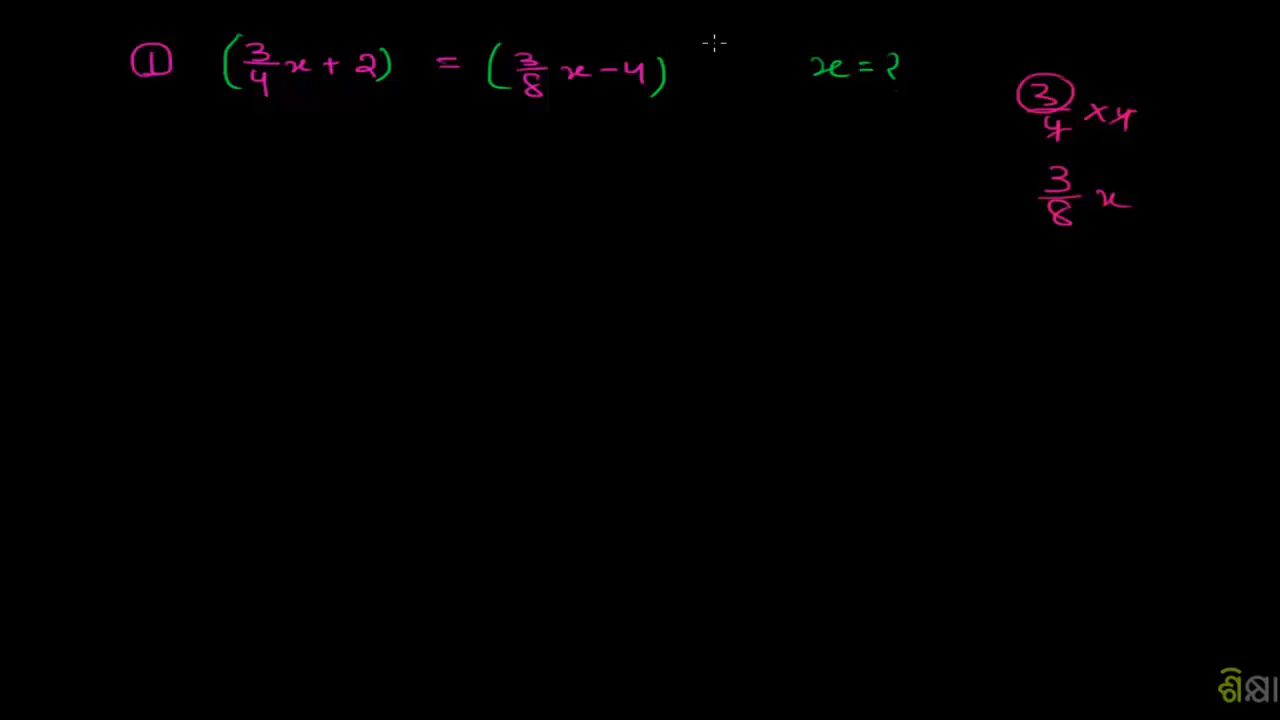 ① (3/4 x + 2) = (3/8 x - 4) x = ?
3/4 × 4
3/8 x
ଶିକ୍ଷା